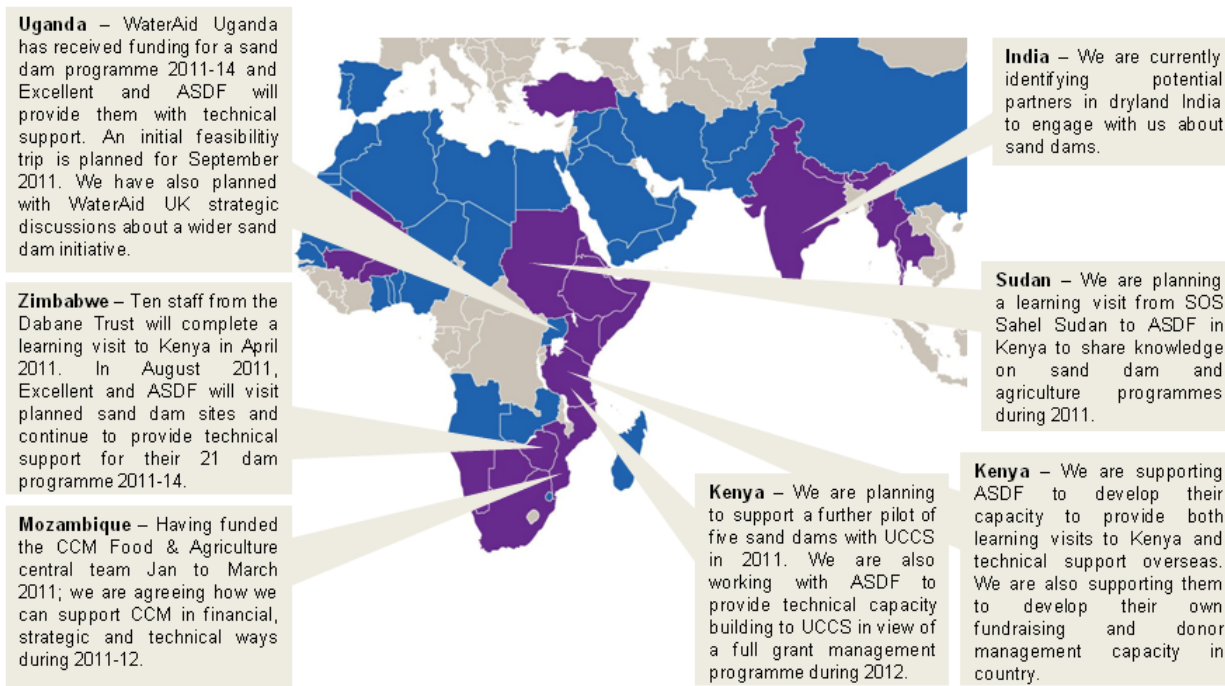 Uganda – WaterAid Uganda
has received funding for a sand
dam programme 2011-14 and
Excellent and ASDF will
provide them with technical
support. An initial feasibilitiy
trip is planned for September
2011. We have also planned
with WaterAid UK strategic
discussions about a wider sand
dam initiative.
Zimbabwe – Ten staff from the
Dabane Trust will complete a
learning visit to Kenya in April
2011. In August 2011,
Excellent and ASDF will visit
planned sand dam sites and
continue to provide technical
support for their 21 dam
programme 2011-14.
Mozambique – Having funded
the CCM Food & Agriculture
central team Jan to March
2011; we are agreeing how we
can support CCM in financial,
strategic and technical ways
during 2011-12.
India – We are currently
identifying potential
partners in dryland India
to engage with us about
sand dams.
Sudan – We are planning
a learning visit from SOS
Sahel Sudan to ASDF in
Kenya to share knowledge
on sand dam and
agriculture programmes
during 2011.
Kenya – We are planning
to support a further pilot of
five sand dams with UCCS
in 2011. We are also
working with ASDF to
provide technical capacity
building to UCCS in view of
a full grant management
programme during 2012.
Kenya – We are supporting
ASDF to develop their
capacity to provide both
learning visits to Kenya and
technical support overseas.
We are also supporting them
to develop their own
fundraising and donor
management capacity in
country.